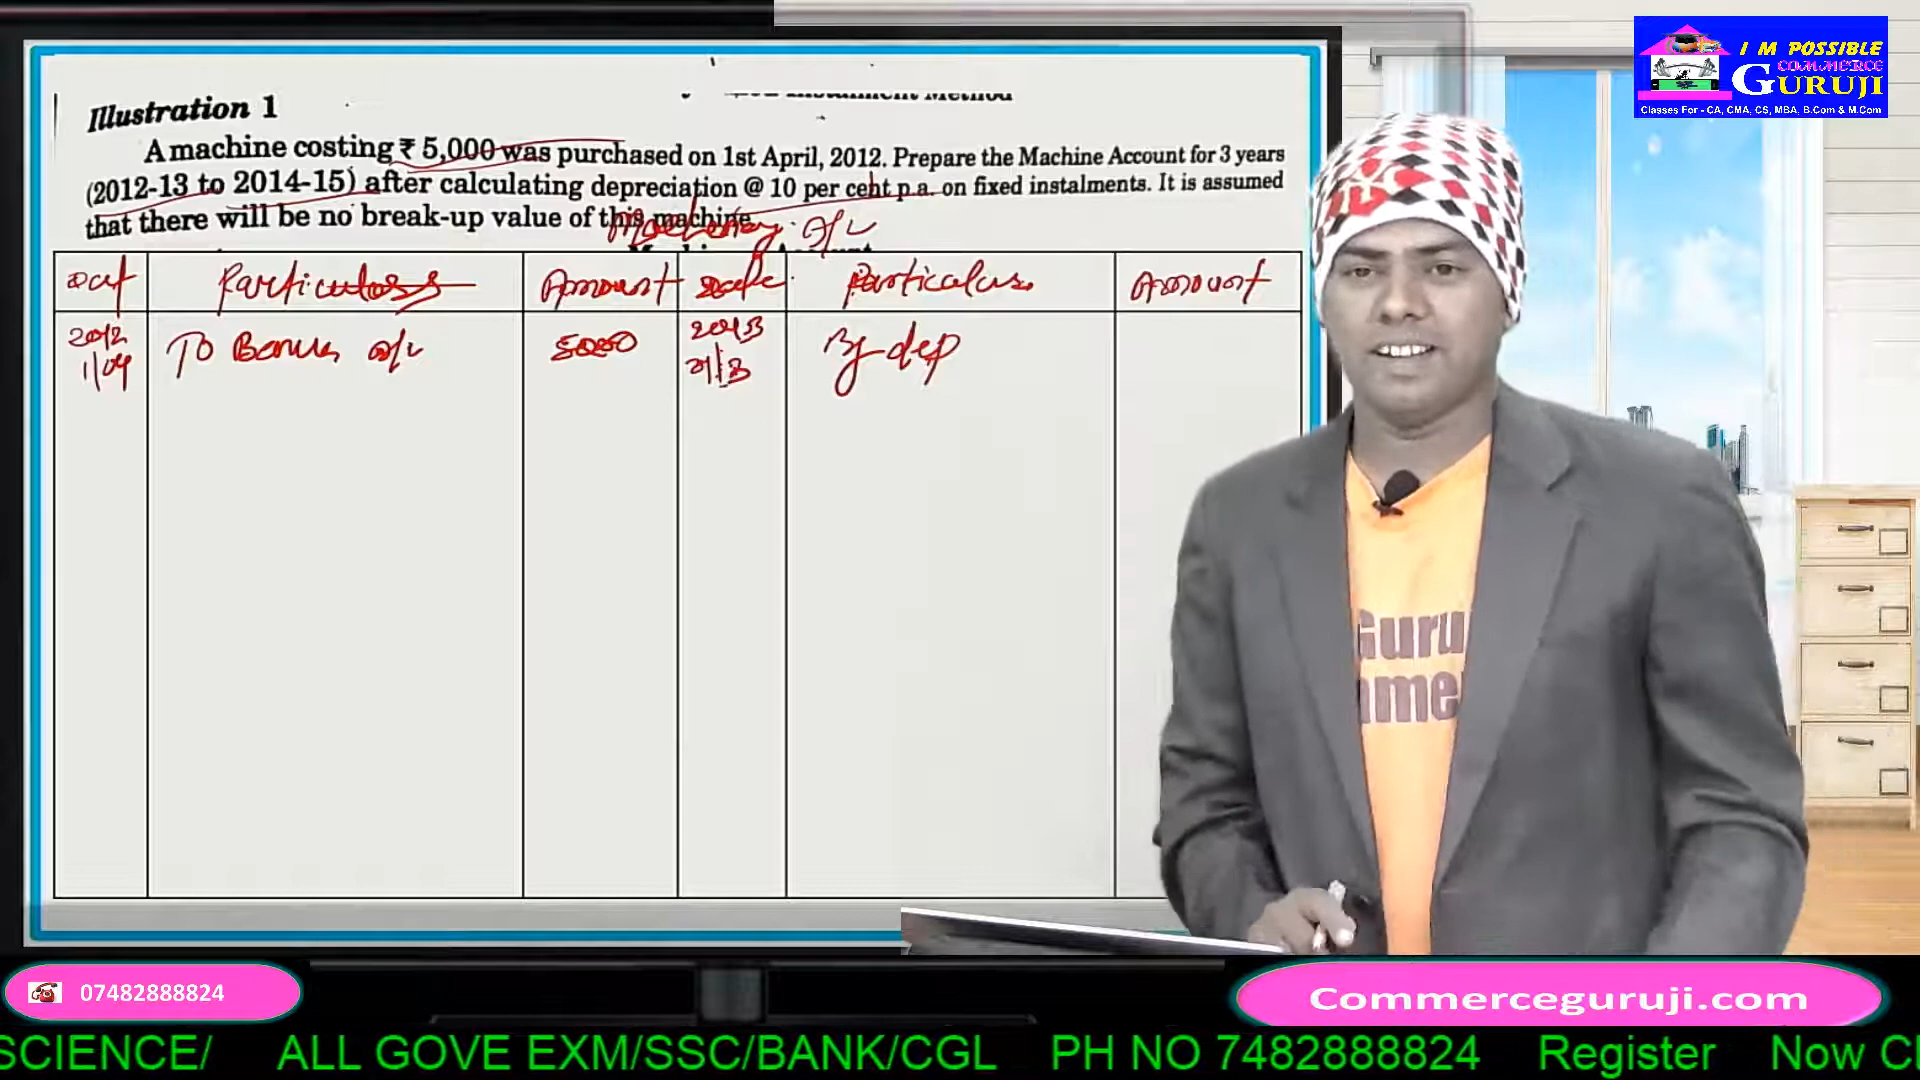 I M POSSIBLE
COMMERCE
GURUJI
Classes For - CA, CMA, CS, MBA, B.Com & M.Com
Instalment Method
Illustration 1
A machine costing ₹ 5,000 was purchased on 1st April, 2012. Prepare the Machine Account for 3 years
(2012-13 to 2014-15) after calculating depreciation @ 10 per cent p.a. on fixed instalments. It is assumed
that there will be no break-up value of this machine.
Machinery A/c
Date Particulars Amount Date Particulars Amount
2012 To A/c 5000 2013 By dep
1/04 31/3
Guru
mme
07482888824
Commerceguruji.com
SCIENCE/ ALL GOVE EXM/SSC/BANK/CGL PH NO 7482888824 Register Now